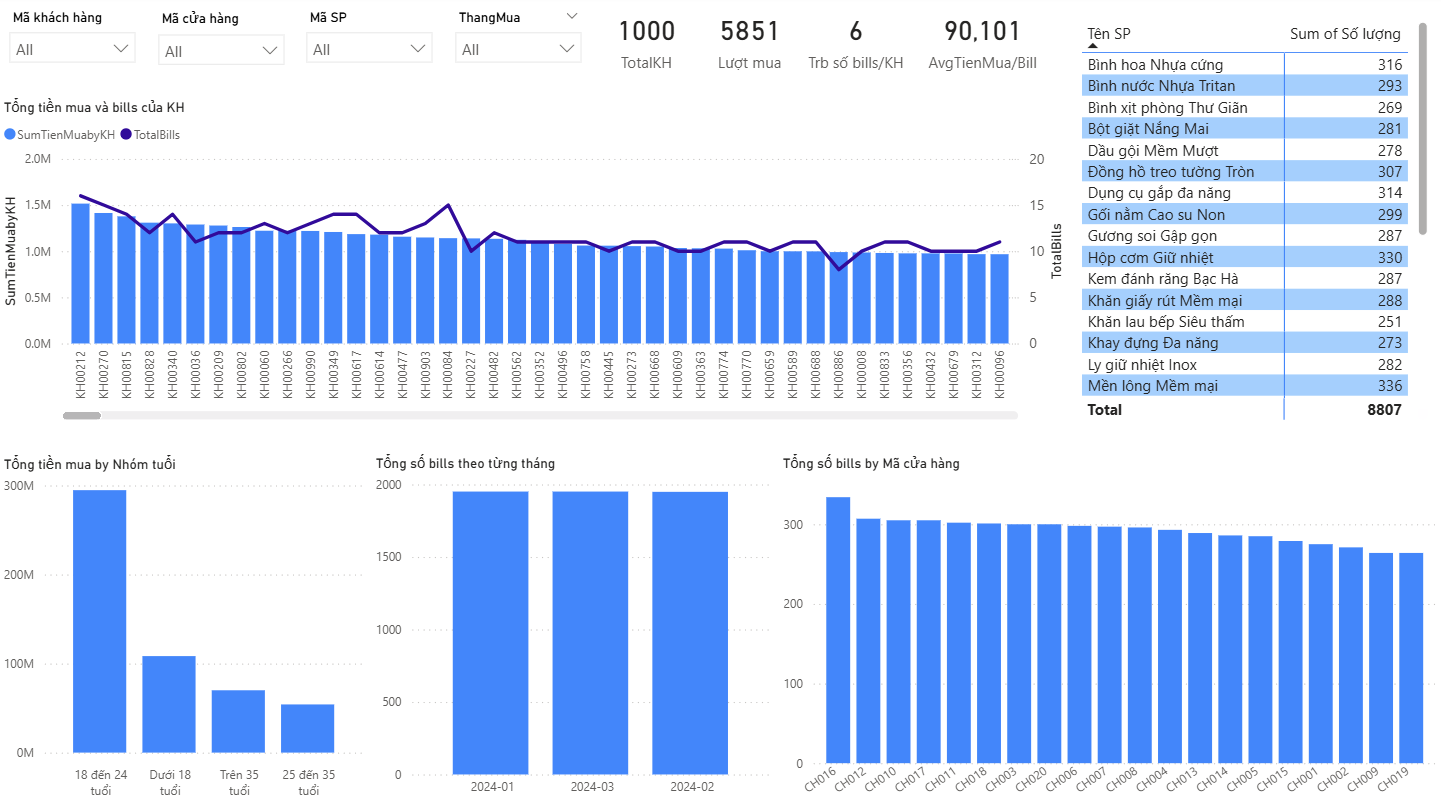 Mã khách hàng
All
Mã cửa hàng
All
Mã SP
All
ThangMua
All
1000
TotalKH
5851
Lượt mua
6
Trb số bills/KH
90,101
AvgTienMua/Bill
Tổng tiền mua và bills của KH
SumTienMuabyKH TotalBills
SumTienMuabyKH
2.0M
1.5M
1.0M
0.5M
0.0M
20
15
10
5
0
TotalBills
KH00212
KH00270
KH00815
KH00828
KH00340
KH00036
KH00209
KH00802
KH00060
KH00266
KH00990
KH00349
KH00617
KH00614
KH00477
KH00903
KH00084
KH00227
KH00482
KH00562
KH00352
KH00496
KH00758
KH00445
KH00273
KH00668
KH00609
KH00363
KH00774
KH00770
KH00659
KH00589
KH00688
KH00886
KH00008
KH00833
KH00356
KH00432
KH00679
KH00312
KH00096
Tên SP Sum of Số lượng
Bình hoa Nhựa cứng 316
Bình nước Nhựa Tritan 293
Bình xịt phòng Thư Giãn 269
Bột giặt Nắng Mai 281
Dầu gội Mềm Mượt 278
Đồng hồ treo tường Tròn 307
Dụng cụ gắp đa năng 314
Gối nằm Cao su Non 299
Gương soi Gập gọn 287
Hộp cơm Giữ nhiệt 330
Kem đánh răng Bạc Hà 287
Khăn giấy rút Mềm mại 288
Khăn lau bếp Siêu thấm 251
Khay đựng Đa năng 273
Ly giữ nhiệt Inox 282
Mền lông Mềm mại 336
Total 8807
Tổng tiền mua by Nhóm tuổi
300M
200M
100M
0M
18 đến 24 tuổi
Dưới 18 tuổi
Trên 35 tuổi
25 đến 35 tuổi
Tổng số bills theo từng tháng
2000
1500
1000
500
0
2024-01
2024-03
2024-02
Tổng số bills by Mã cửa hàng
300
200
100
0
CH016
CH012
CH010
CH017
CH011
CH018
CH003
CH020
CH006
CH007
CH008
CH004
CH013
CH014
CH005
CH015
CH001
CH002
CH009
CH019